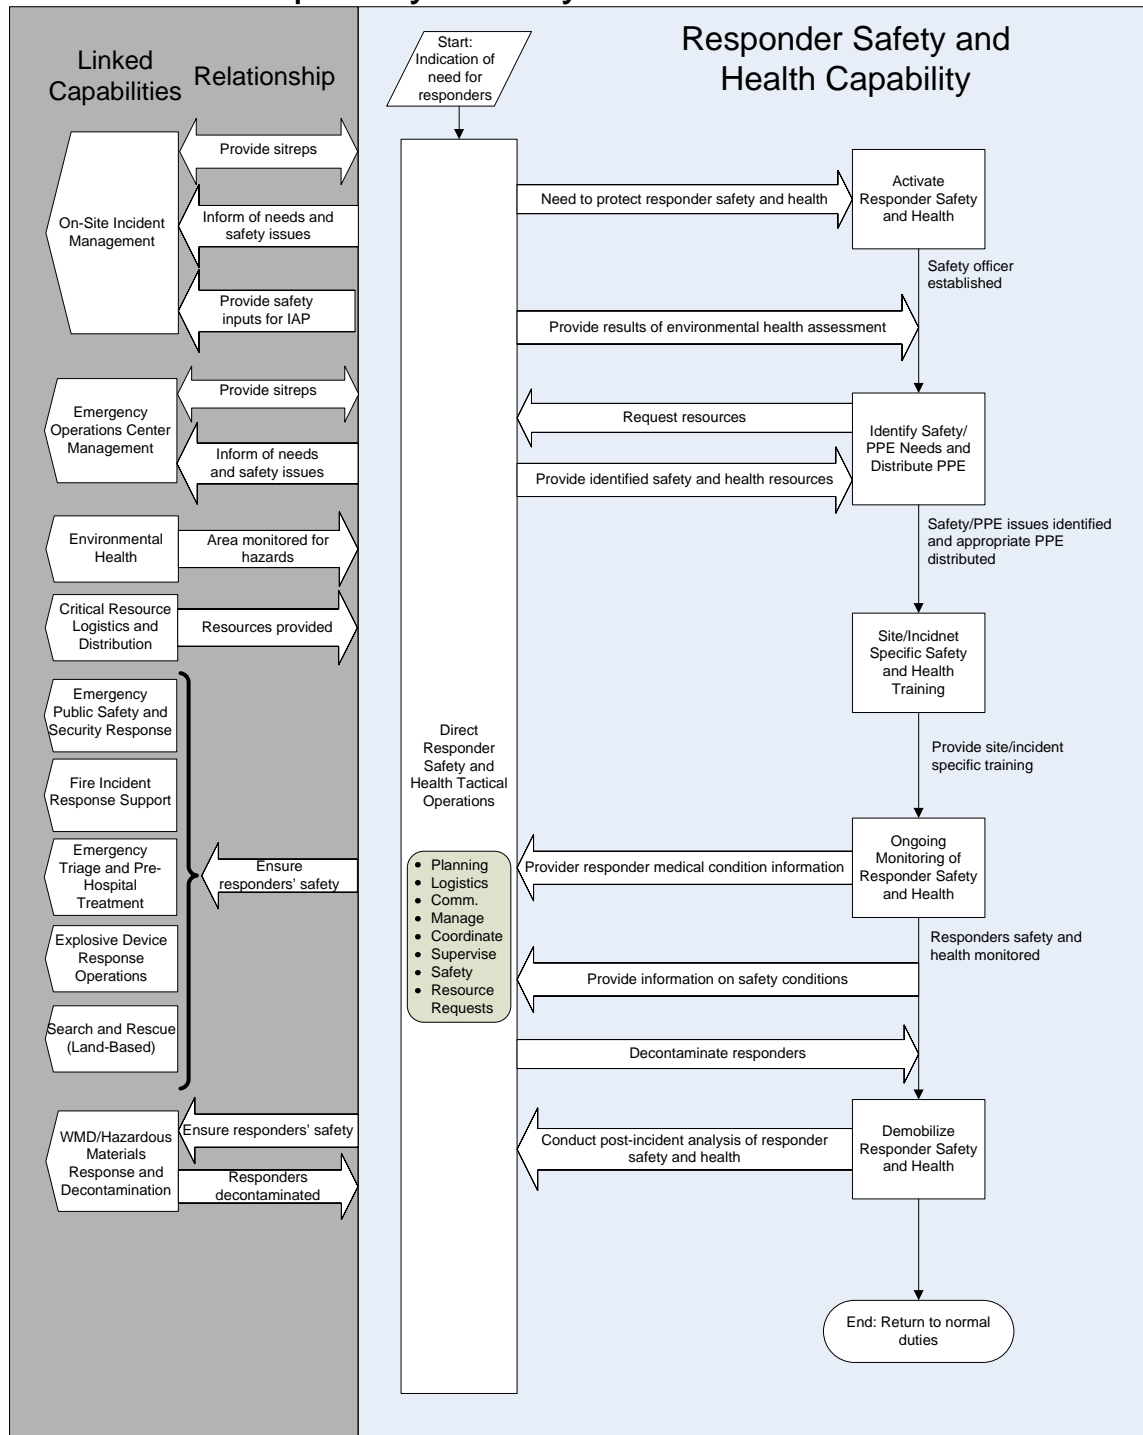 Linked
Capabilities
Relationship
Start:
Indication of
need for
responders
Responder Safety and
Health Capability
On-Site Incident
Management
Provide sitreps
Inform of needs and
safety issues
Provide safety
inputs for IAP
Emergency
Operations Center
Management
Provide sitreps
Inform of needs
and safety issues
Environmental
Health
Area monitored for
hazards
Critical Resource
Logistics and
Distribution
Resources provided
Emergency
Public Safety and
Security Response
Fire Incident
Response Support
Emergency
Triage and Pre-
Hospital
Treatment
Explosive Device
Response
Operations
Search and Rescue
(Land-Based)
Ensure
responders' safety
WMD/Hazardous
Materials
Response and
Decontamination
Ensure responders' safety
Responders
decontaminated
Direct
Responder
Safety and
Health Tactical
Operations
• Planning
• Logistics
• Comm.
• Manage
• Coordinate
• Supervise
• Safety
• Resource
Requests
Need to protect responder safety and health
Activate
Responder Safety
and Health
Safety officer
established
Provide results of environmental health assessment
Request resources
Provide identified safety and health resources
Identify Safety/
PPE Needs and
Distribute PPE
Safety/PPE issues identified
and appropriate PPE
distributed
Site/Incidnet
Specific Safety
and Health
Training
Provide site/incident
specific training
Ongoing
Monitoring of
Responder Safety
and Health
Provider responder medical condition information
Responders safety and
health monitored
Provide information on safety conditions
Decontaminate responders
Demobilize
Responder Safety
and Health
Conduct post-incident analysis of responder
safety and health
End: Return to normal
duties